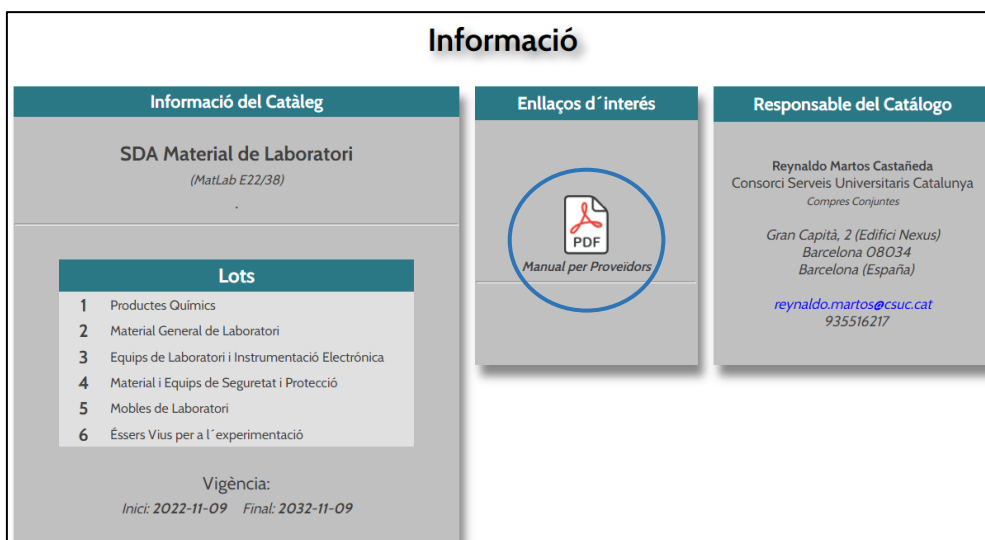 Informació
Informació del Catàleg
SDA Material de Laboratori
(MatLab E22/38)
.
Lots
1 Productes Químics
2 Material General de Laboratori
3 Equips de Laboratori i Instrumentació Electrónica
4 Material i Equips de Seguretat i Protecció
5 Mobles de Laboratori
6 Éssers Vius per a l´experimentació
Vigència:
Inici: 2022-11-09 Final: 2032-11-09
Enllaços d´interés
PDF
Manual per Proveïdors
Responsable del Catálogo
Reynaldo Martos Castañeda
Consorci Serveis Universitaris Catalunya
Compres Conjuntes
Gran Capità, 2 (Edifici Nexus)
Barcelona 08034
Barcelona (España)
reynaldo.martos@csuc.cat
935516217